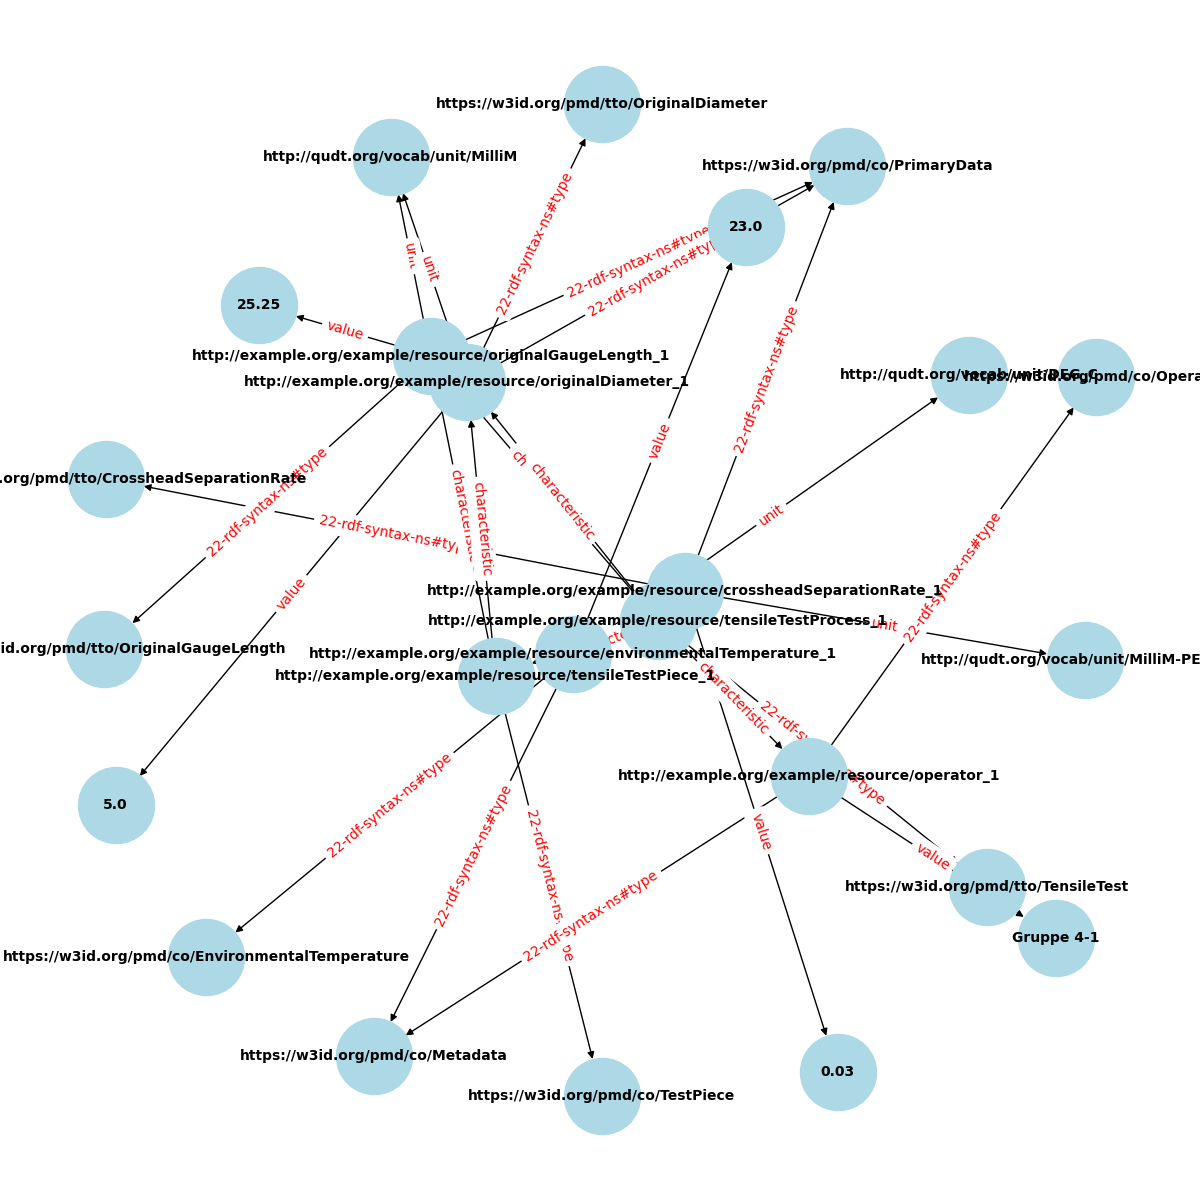 https://w3id.org/pmd/tto/OriginalDiameter
http://qudt.org/vocab/unit/MilliM
https://w3id.org/pmd/co/PrimaryData
23.0
22-rdf-syntax-ns#type
22-rdf-syntax-ns#type
22-rdf-syntax-ns#typ
unit
25.25
value
http://example.org/example/resource/originalGaugeLength_1
http://example.org/example/resource/originalDiameter_1
22-rdf-syntax-ns#type
http://qudt.org/vocab/unit/DEG_C
https://w3id.org/pmd/co/Opera
value
ch
characteristic
characteristic
.org/pmd/tto/CrossheadSeparationRate
22-rdf-syntax-ns#type
22-rdf-syntax-ns#typ
unit
22-rdf-syntax-ns#type
http://example.org/example/resource/crossheadSeparationRate_1
value
http://example.org/example/resource/tensileTestProcess_1
unit
id.org/pmd/tto/OriginalGaugeLength
http://example.org/example/resource/environmentalTemperature_1
http://qudt.org/vocab/unit/MilliM-PE
http://example.org/example/resource/tensileTestPiece_1
characteristic
22-rdf-sy
#type
http://example.org/example/resource/operator_1
5.0
22-rdf-syntax-ns#type
22-rdf-syntax-ns#type
22-rdf-syntax-ns
value
value
https://w3id.org/pmd/tto/TensileTest
22-rdf-syntax-ns#type
Gruppe 4-1
https://w3id.org/pmd/co/EnvironmentalTemperature
https://w3id.org/pmd/co/Metadata
0.03
https://w3id.org/pmd/co/TestPiece